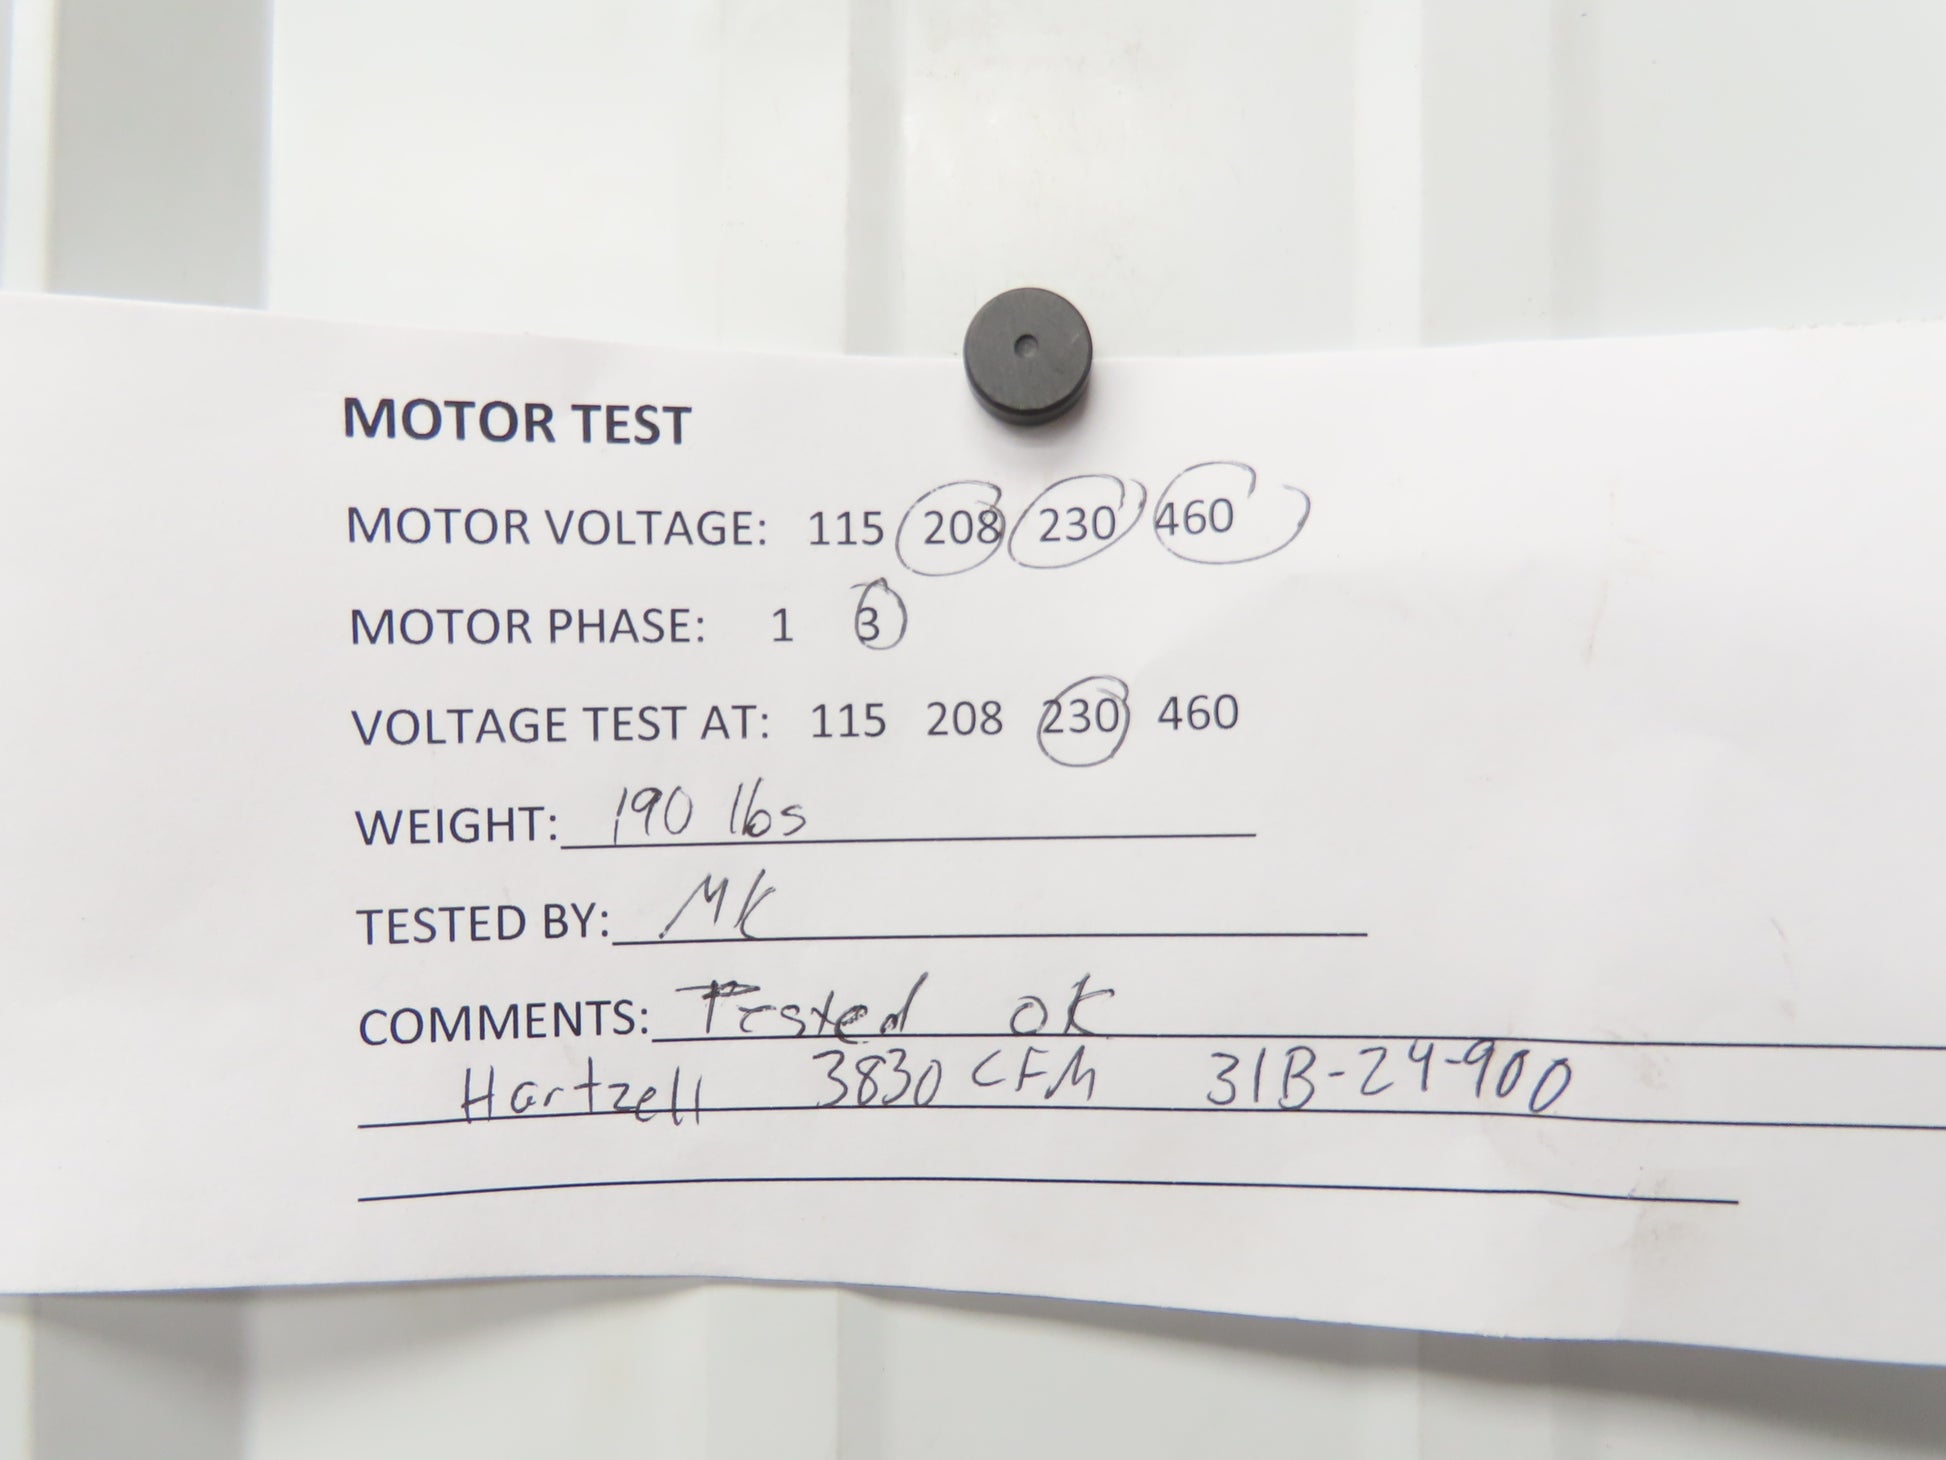 MOTOR TEST
MOTOR VOLTAGE: 115 208 230 460
MOTOR PHASE: 1 3
VOLTAGE TEST AT: 115 208 230 460
WEIGHT: 190 lbs
TESTED BY: MK
COMMENTS: Tested OK
Hartzell 3830 CFM 31B-24-900